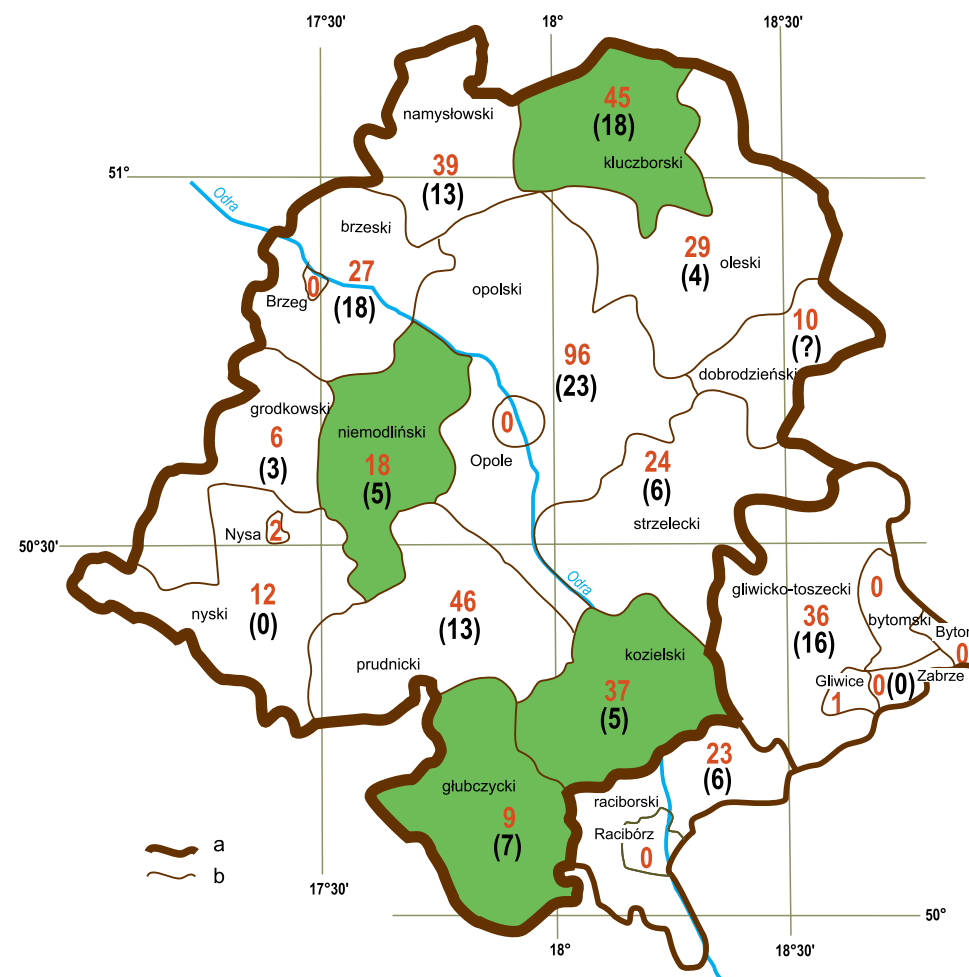 17°30'
18°
18°30'
45
(18)
namysłowski
kluczborski
39
(13)
51°
Odra
brzeski
27
(18)
0
Brzeg
opolski
29
(4)
oleski
10
(?)
dobrodzieński
96
(23)
grodkowski
6
(3)
niemodliński
18
(5)
0
Opole
24
(6)
strzelecki
Nysa
2
50°30'
nyski
12
(0)
46
(13)
prudnicki
Odra
gliwicko-toszecki
36
(16)
0
bytomski
Bytom
0
kozielski
37
(5)
Gliwice
1
0
(0)
Zabrze
23
(6)
głubczycki
9
(7)
raciborski
Racibórz
0
a
b
17°30'
50°
18°
18°30'